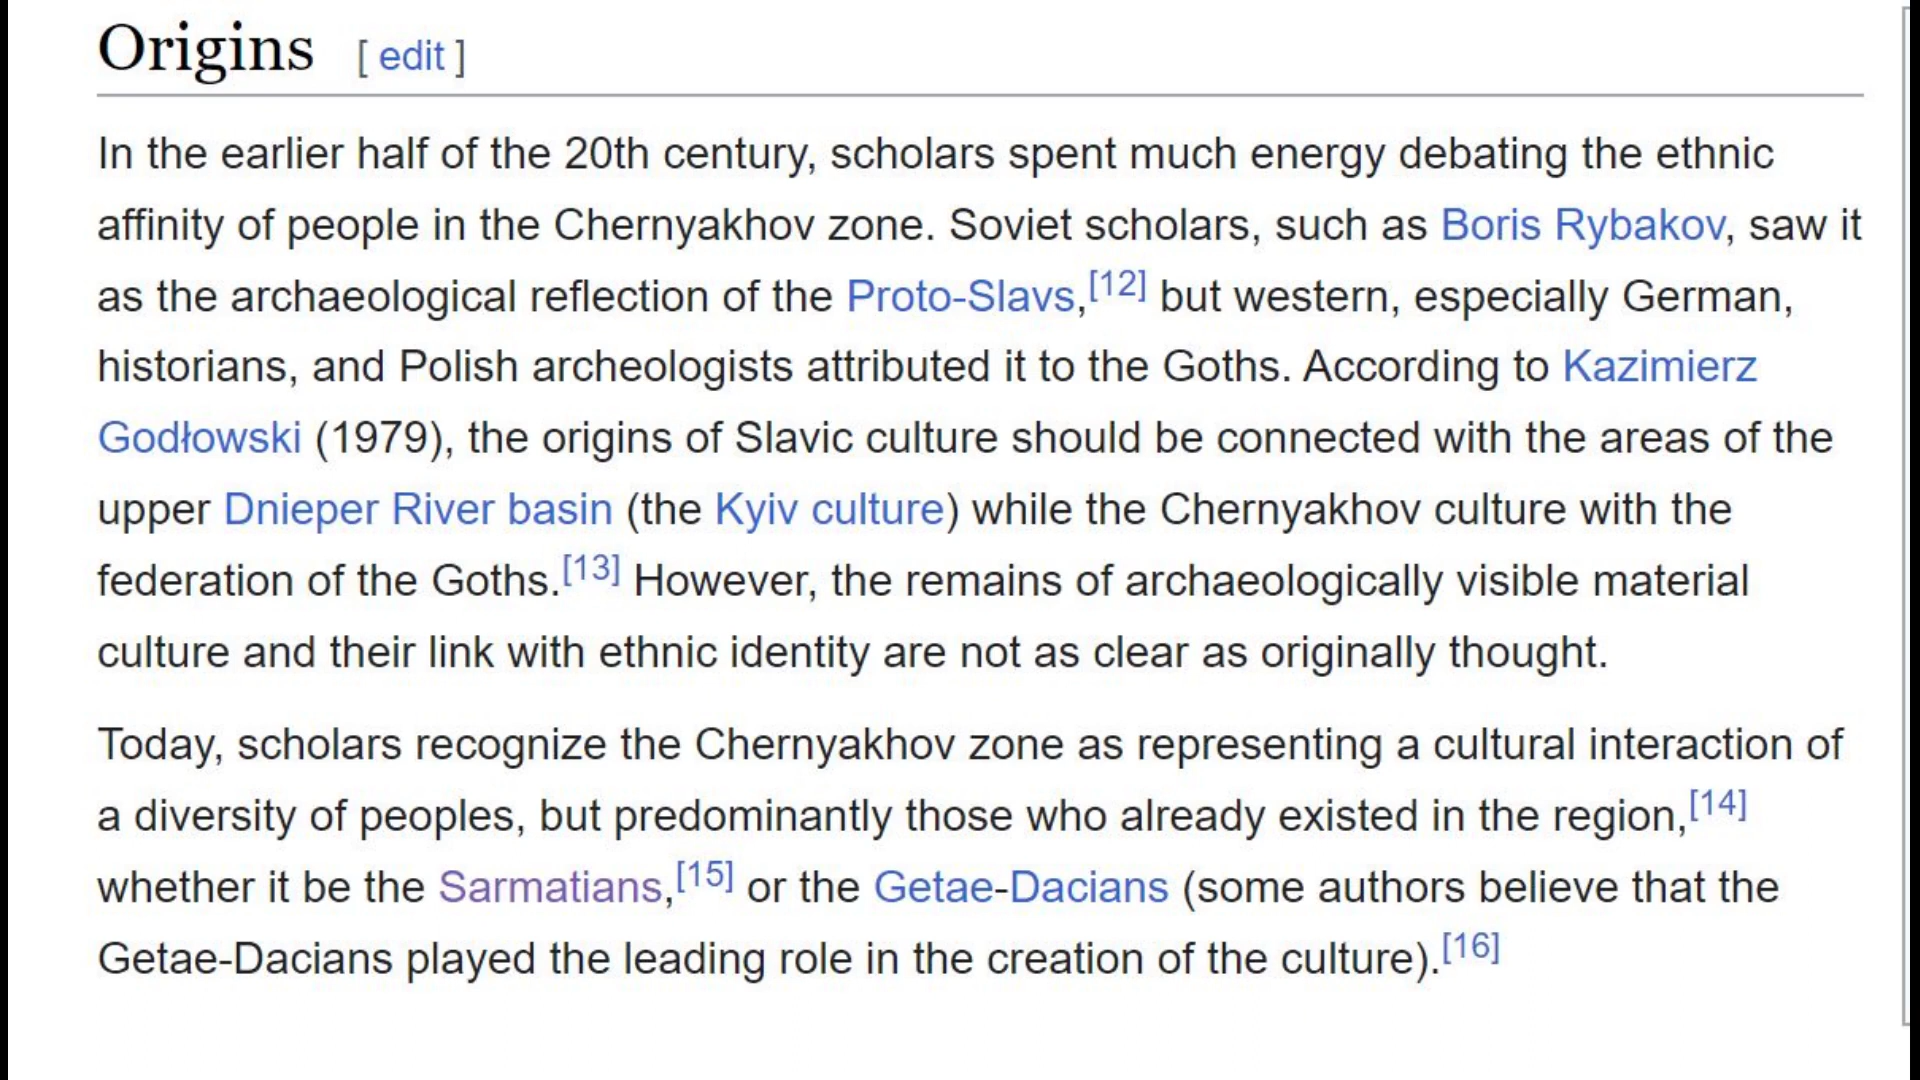 Origins [ edit ]
In the earlier half of the 20th century, scholars spent much energy debating the ethnic
affinity of people in the Chernyakhov zone. Soviet scholars, such as Boris Rybakov, saw it
as the archaeological reflection of the Proto-Slavs,[12] but western, especially German,
historians, and Polish archeologists attributed it to the Goths. According to Kazimierz
Godłowski (1979), the origins of Slavic culture should be connected with the areas of the
upper Dnieper River basin (the Kyiv culture) while the Chernyakhov culture with the
federation of the Goths.[13] However, the remains of archaeologically visible material
culture and their link with ethnic identity are not as clear as originally thought.
Today, scholars recognize the Chernyakhov zone as representing a cultural interaction of
a diversity of peoples, but predominantly those who already existed in the region,[14]
whether it be the Sarmatians,[15] or the Getae-Dacians (some authors believe that the
Getae-Dacians played the leading role in the creation of the culture).[16]